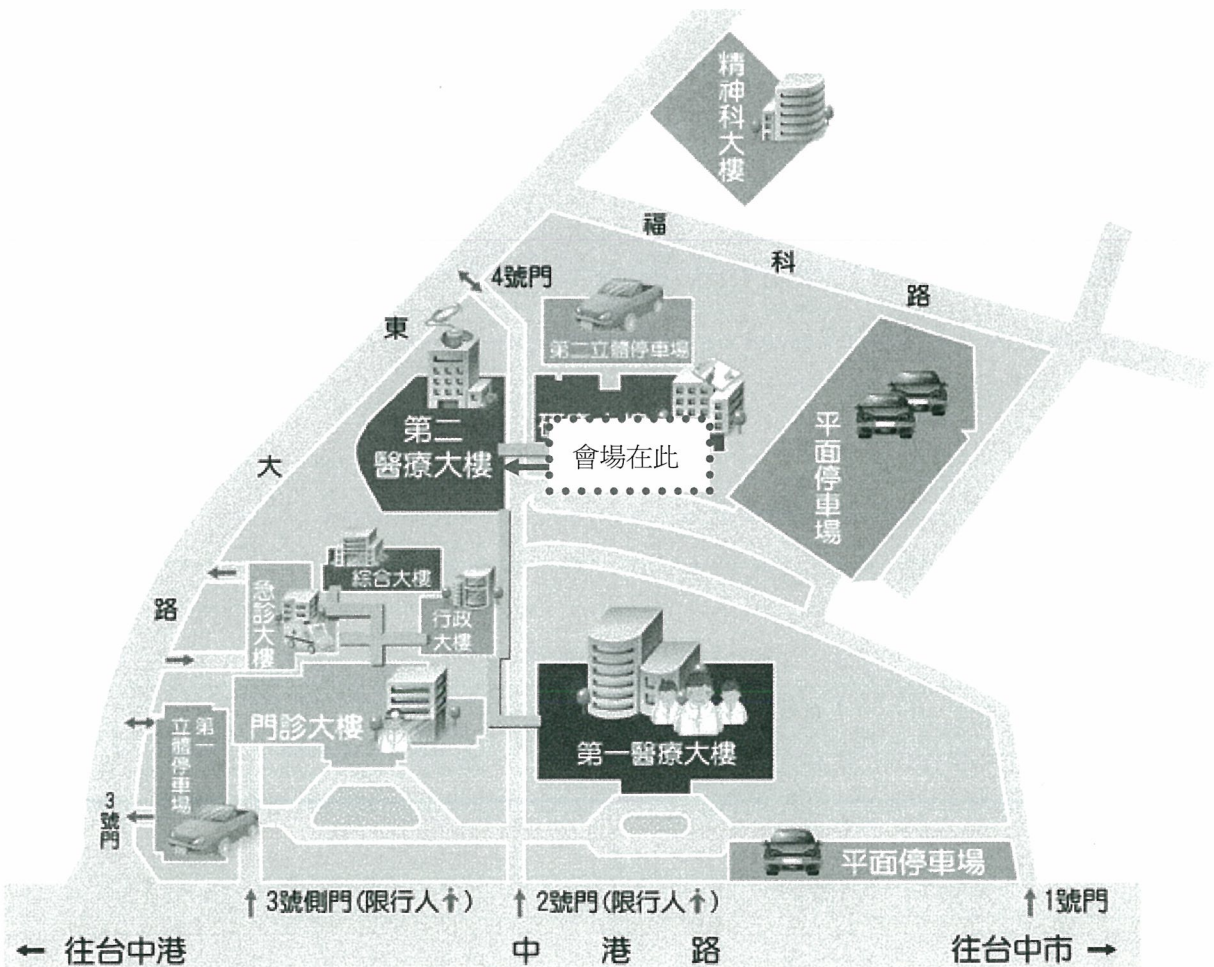 精神科大樓
福科路
4號門
東大路
第二立體停車場
第二
醫療大樓
會場在此
平面停車場
綜合大樓
急診大樓
行政
大樓
門診大樓
第一醫療大樓
第一
立體停車場
3號門
平面停車場
3號側門(限行人)
2號門(限行人)
1號門
← 往台中港
中港路
往台中市 →